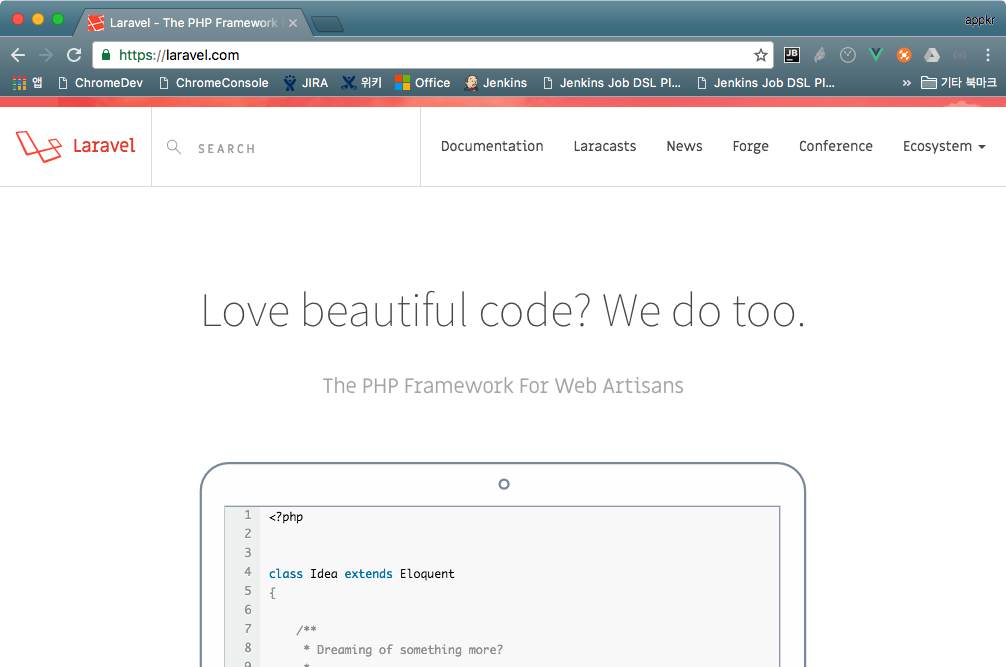 Laravel - The PHP Framework
appkr
https://laravel.com
JB
앱 ChromeDev ChromeConsole JIRA 위키 Office Jenkins Jenkins Job DSL Pl... Jenkins Job DSL Pl... » 기타 북마크
Laravel SEARCH Documentation Laracasts News Forge Conference Ecosystem
Love beautiful code? We do too.
The PHP Framework For Web Artisans
1 <?php
2
3
4 class Idea extends Eloquent
5 {
6
7 /**
8 * Dreaming of something more?
9 *